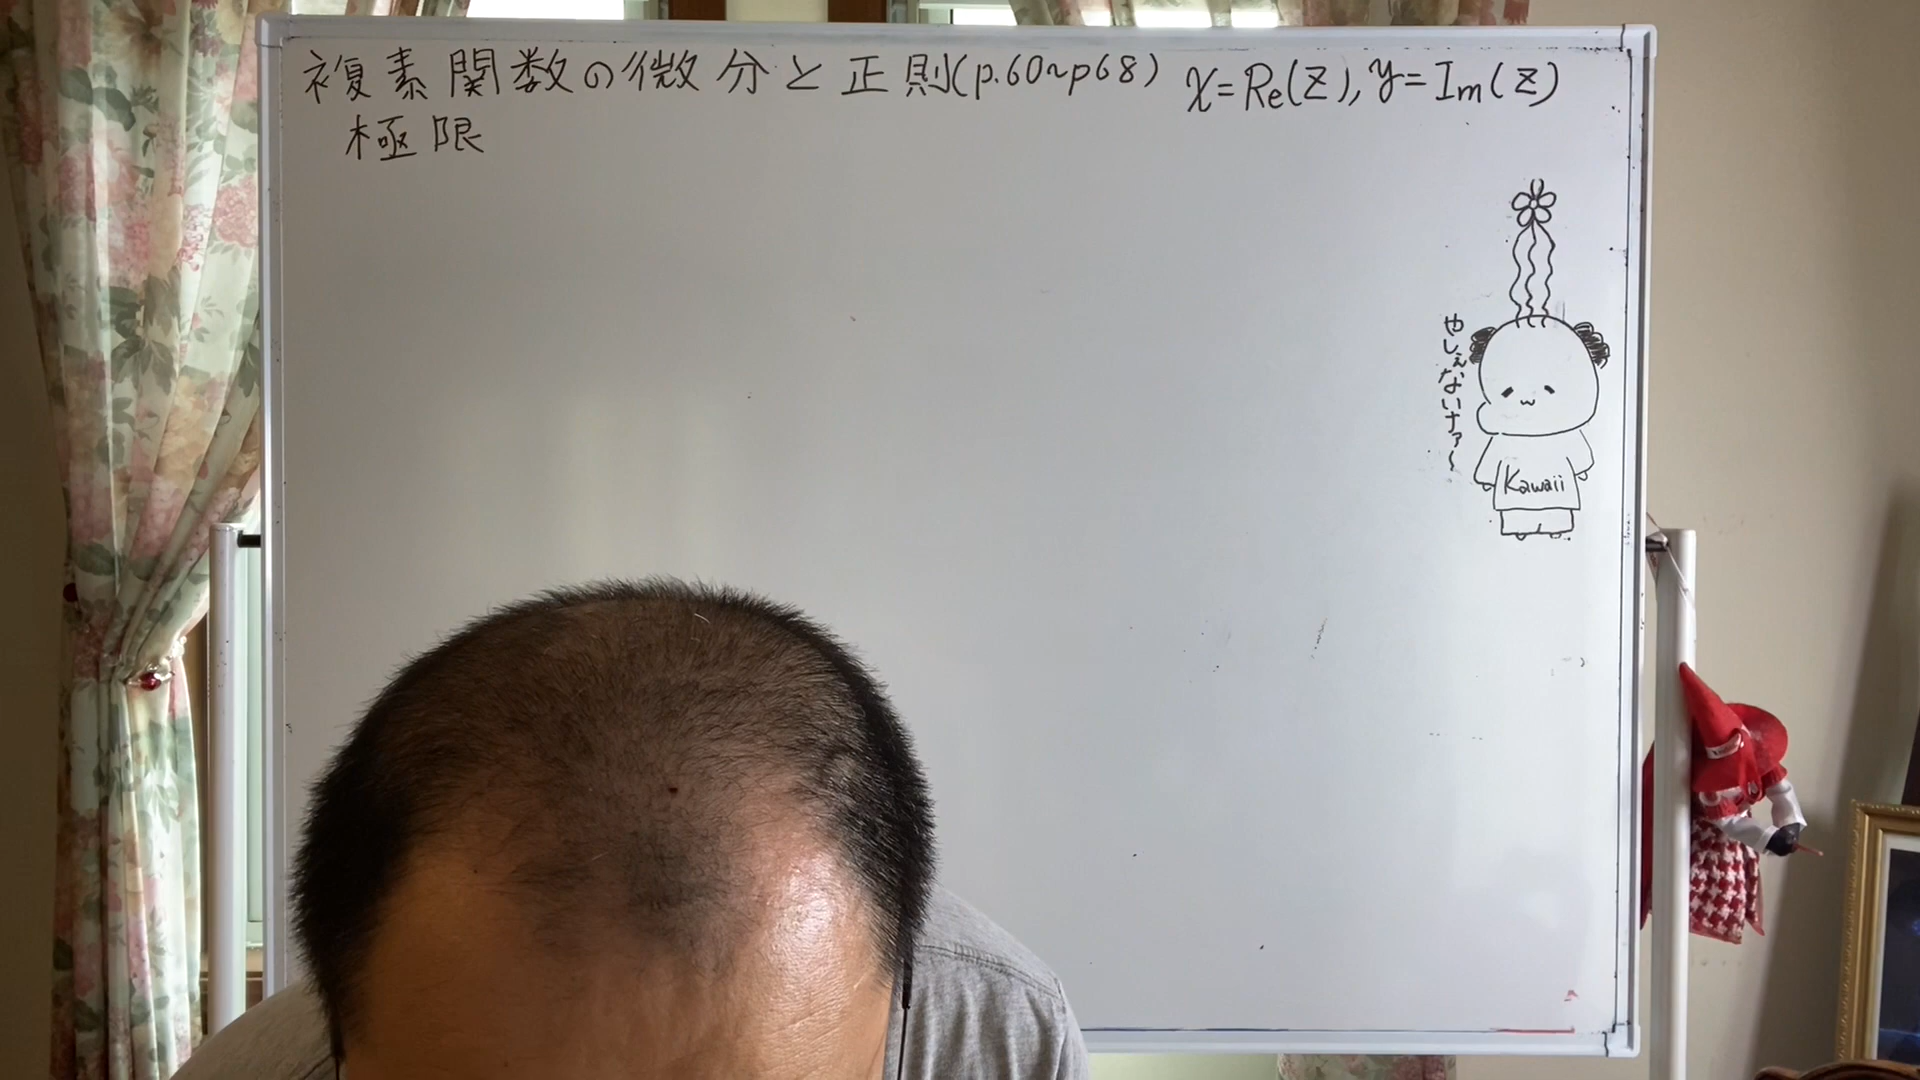 複素関数の微分と正則(p.60~p68) x=Re(z), y=Im(z)
極限
やしぇないナァ〜
Kawaii